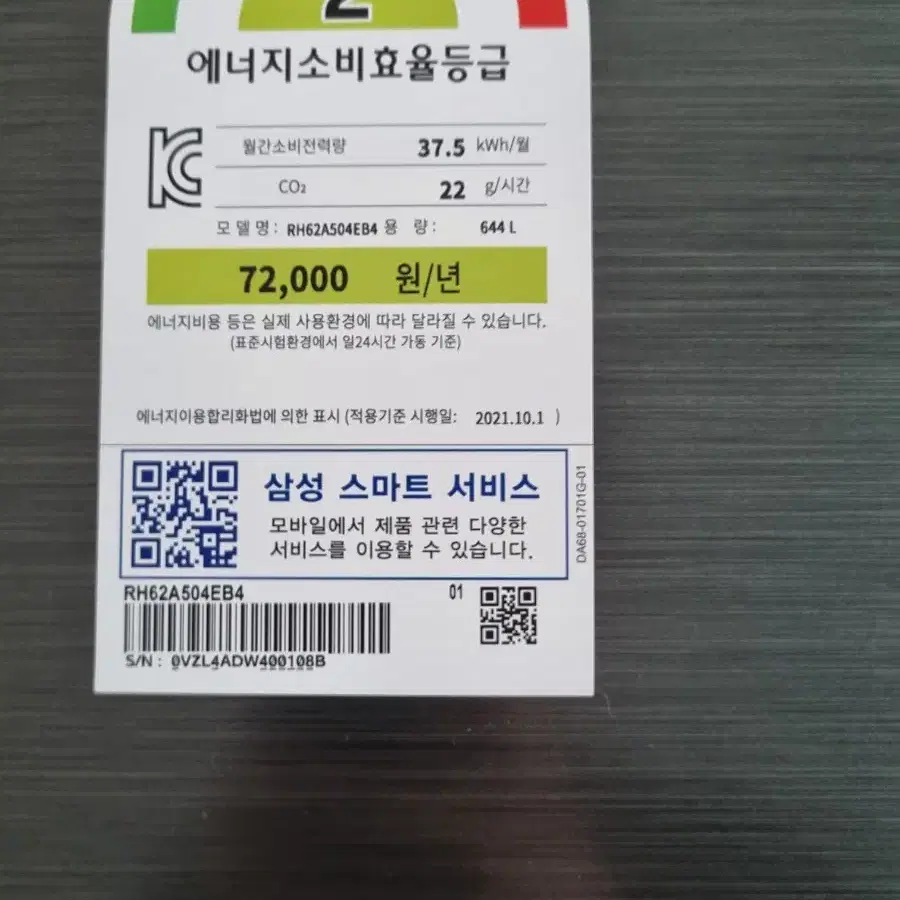 2
에너지소비효율등급
월간소비전력량 37.5 kWh/월
CO₂ 22 g/시간
모 델 명 : RH62A504EB4 용 량 : 644 L
72,000 원/년
에너지비용 등은 실제 사용환경에 따라 달라질 수 있습니다.
(표준시험환경에서 일24시간 가동 기준)
에너지이용합리화법에 의한 표시 (적용기준 시행일: 2021.10.1 )
삼성 스마트 서비스
모바일에서 제품 관련 다양한
서비스를 이용할 수 있습니다.
DA68-01701G-01
RH62A504EB4 01
S/N : 0VZL4ADW400108B